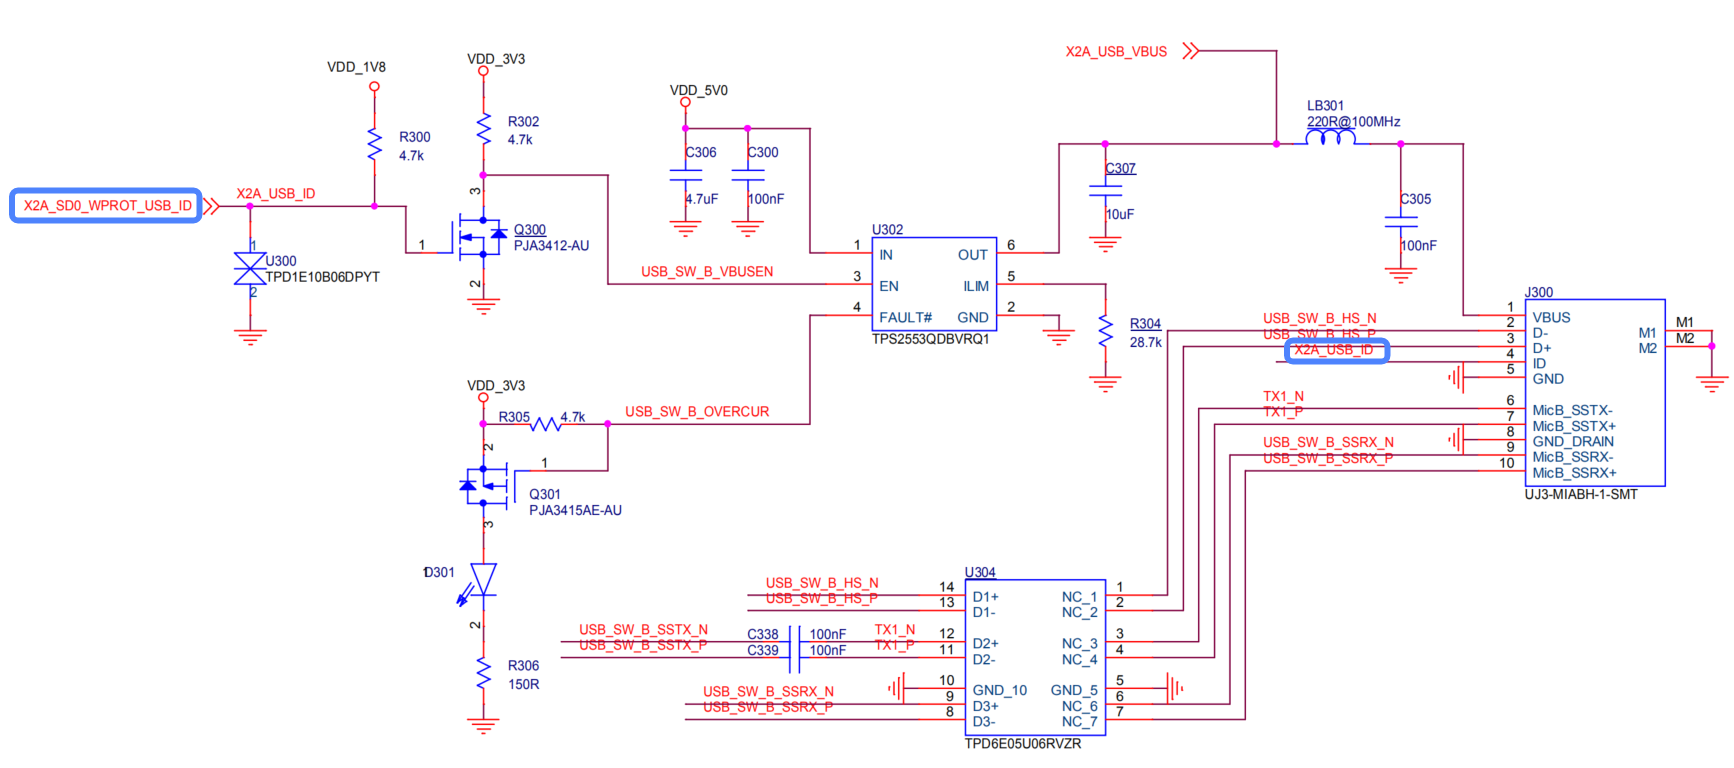 X2A_USB_VBUS
VDD_3V3
VDD_1V8
VDD_5V0
LB301
220R@100MHz
R300
4.7k
R302
4.7k
C306
4.7uF
C300
100nF
C307
10uF
C305
100nF
X2A_SD0_WPROT_USB_ID
X2A_USB_ID
3
1
2
Q300
PJA3412-AU
1
2
U300
TPD1E10B06DPYT
USB_SW_B_VBUSEN
U302
1
3
4
IN
EN
FAULT#
OUT
ILIM
GND
6
5
2
TPS2553QDBVRQ1
R304
28.7k
J300
USB_SW_B_HS_N
USB_SW_B_HS_P
X2A_USB_ID
TX1_N
TX1_P
USB_SW_B_SSRX_N
USB_SW_B_SSRX_P
1 VBUS
2 D-
3 D+
4 ID
5 GND
6 MicB_SSTX-
7 MicB_SSTX+
8 GND_DRAIN
9 MicB_SSRX-
10 MicB_SSRX+
M1 M1
M2 M2
UJ3-MIABH-1-SMT
VDD_3V3
R305
4.7k
USB_SW_B_OVERCUR
2
1
3
Q301
PJA3415AE-AU
1
D301
2
R306
150R
U304
USB_SW_B_HS_N
USB_SW_B_HS_P
USB_SW_B_SSTX_N
USB_SW_B_SSTX_P
C338
100nF
C339
100nF
TX1_N
TX1_P
USB_SW_B_SSRX_N
USB_SW_B_SSRX_P
14 D1+ NC_1 1
13 D1- NC_2 2
12 D2+ NC_3 3
11 D2- NC_4 4
10 GND_10 GND_5 5
9 D3+ NC_6 6
8 D3- NC_7 7
TPD6E05U06RVZR